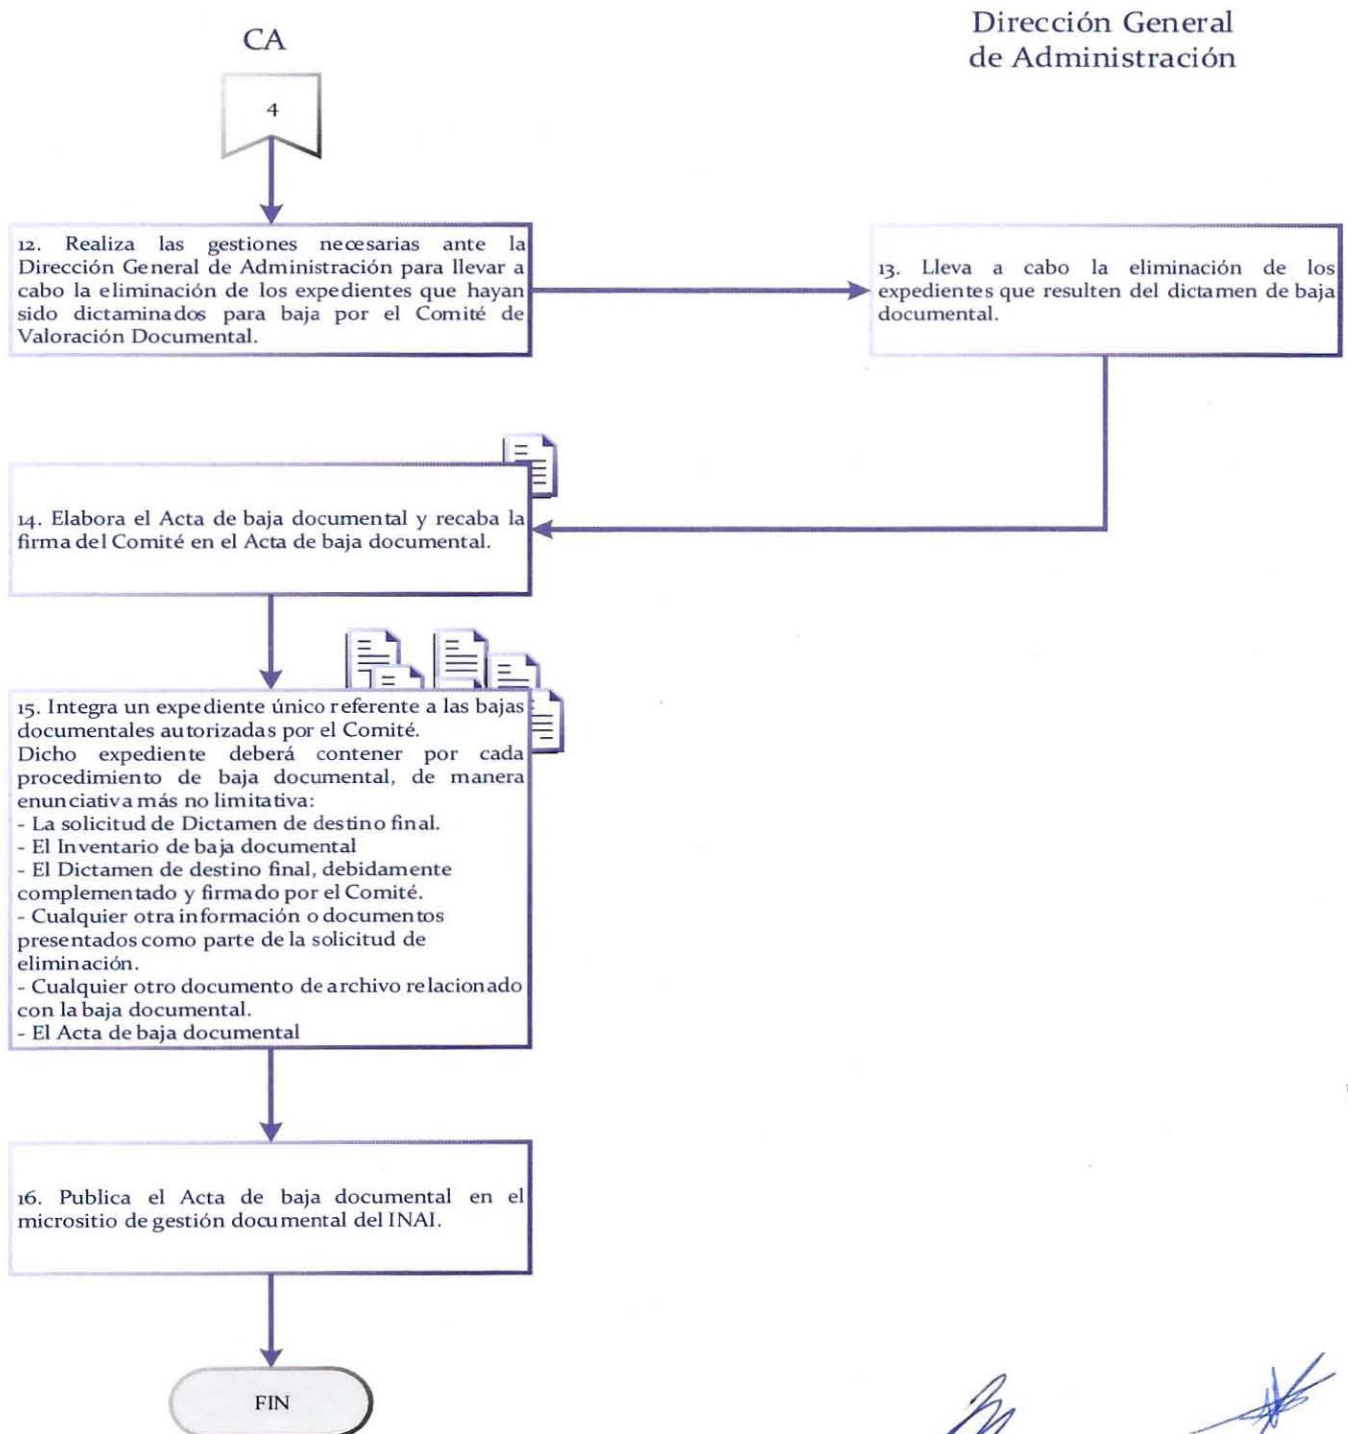 CA
Dirección General
de Administración
4
12. Realiza las gestiones necesarias ante la
Dirección General de Administración para llevar a
cabo la eliminación de los expedientes que hayan
sido dictaminados para baja por el Comité de
Valoración Documental.
13. Lleva a cabo la eliminación de los
expedientes que resulten del dictamen de baja
documental.
14. Elabora el Acta de baja documental y recaba la
firma del Comité en el Acta de baja documental.
15. Integra un expediente único referente a las bajas
documentales autorizadas por el Comité.
Dicho expediente deberá contener por cada
procedimiento de baja documental, de manera
enunciativa más no limitativa:
- La solicitud de Dictamen de destino final.
- El Inventario de baja documental
- El Dictamen de destino final, debidamente
complementado y firmado por el Comité.
- Cualquier otra información o documentos
presentados como parte de la solicitud de
eliminación.
- Cualquier otro documento de archivo relacionado
con la baja documental.
- El Acta de baja documental
16. Publica el Acta de baja documental en el
micrositio de gestión documental del INAI.
FIN